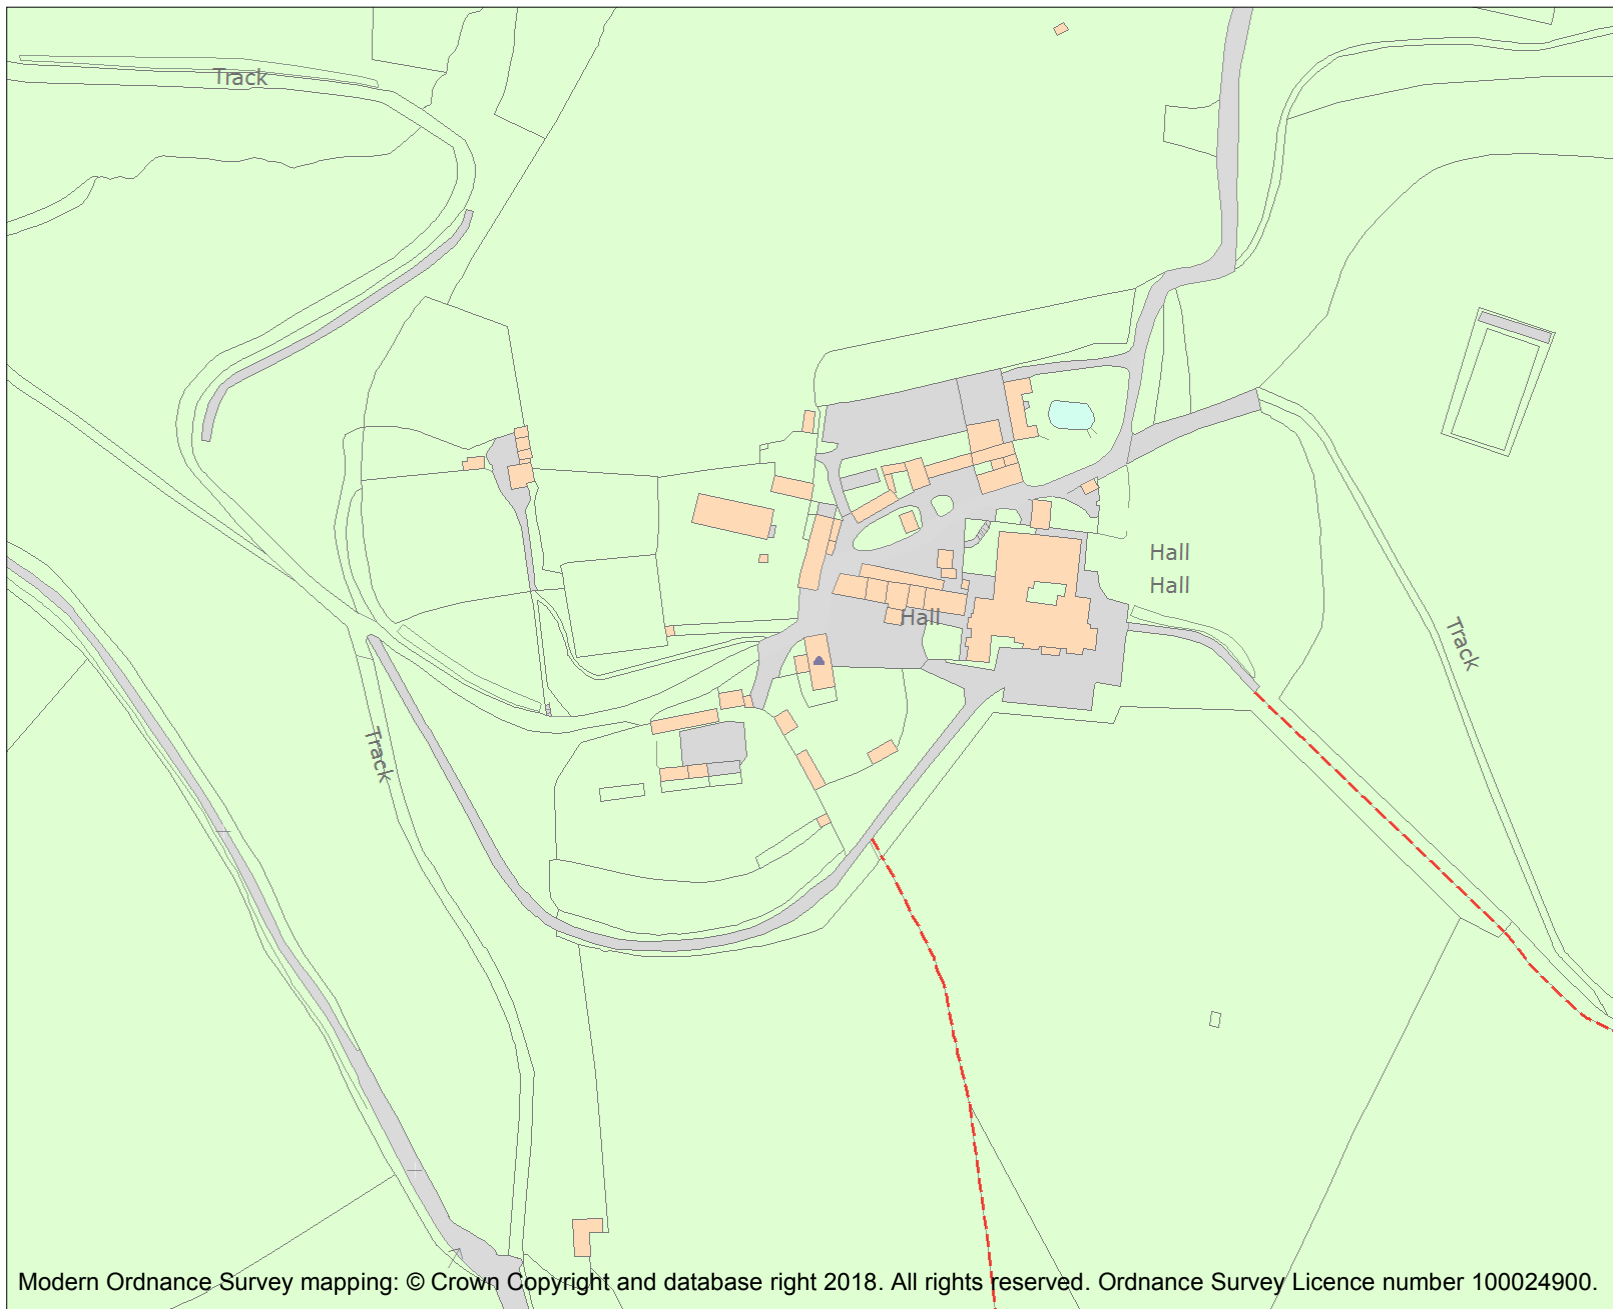 Track
Hall
Hall
Hall
Track
Track
Modern Ordnance Survey mapping: © Crown Copyright and database right 2018. All rights reserved. Ordnance Survey Licence number 100024900.